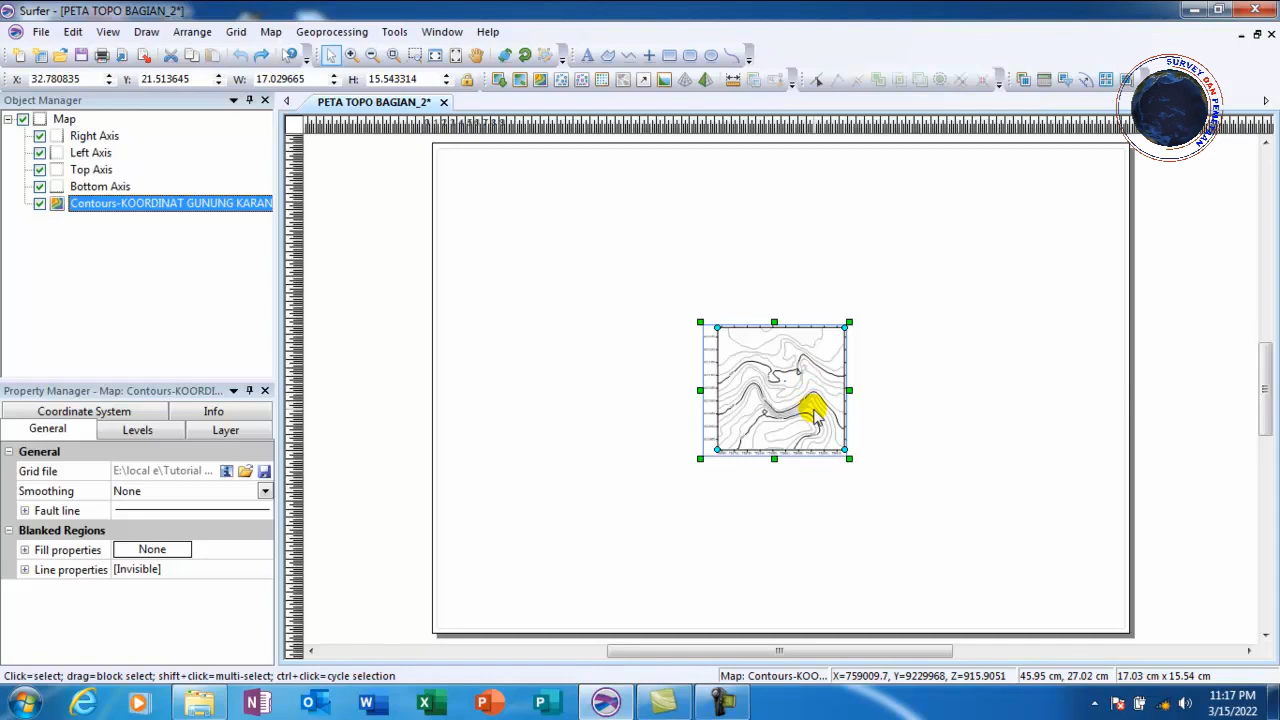 Surfer - [PETA TOPO BAGIAN_2*]
File Edit View Draw Arrange Grid Map Geoprocessing Tools Window Help
X: 32.780835 Y: 21.513645 W: 17.029665 H: 15.543314
SURVEY DAN PEMETAAN
Object Manager
PETA TOPO BAGIAN_2*
Map
Right Axis
Left Axis
Top Axis
Bottom Axis
Contours-KOORDINAT GUNUNG KARAN
Property Manager - Map: Contours-KOORDI...
Coordinate System Info
General Levels Layer
General
Grid file E:\local e\Tutorial ...
Smoothing None
Fault line
Blanked Regions
Fill properties None
Line properties [Invisible]
Click=select; drag=block select; shift+click=multi-select; ctrl+click=cycle selection
Map: Contours-KOO... X=759009.7, Y=9229968, Z=915.9051 45.95 cm, 27.02 cm 17.03 cm x 15.54 cm
11:17 PM
3/15/2022